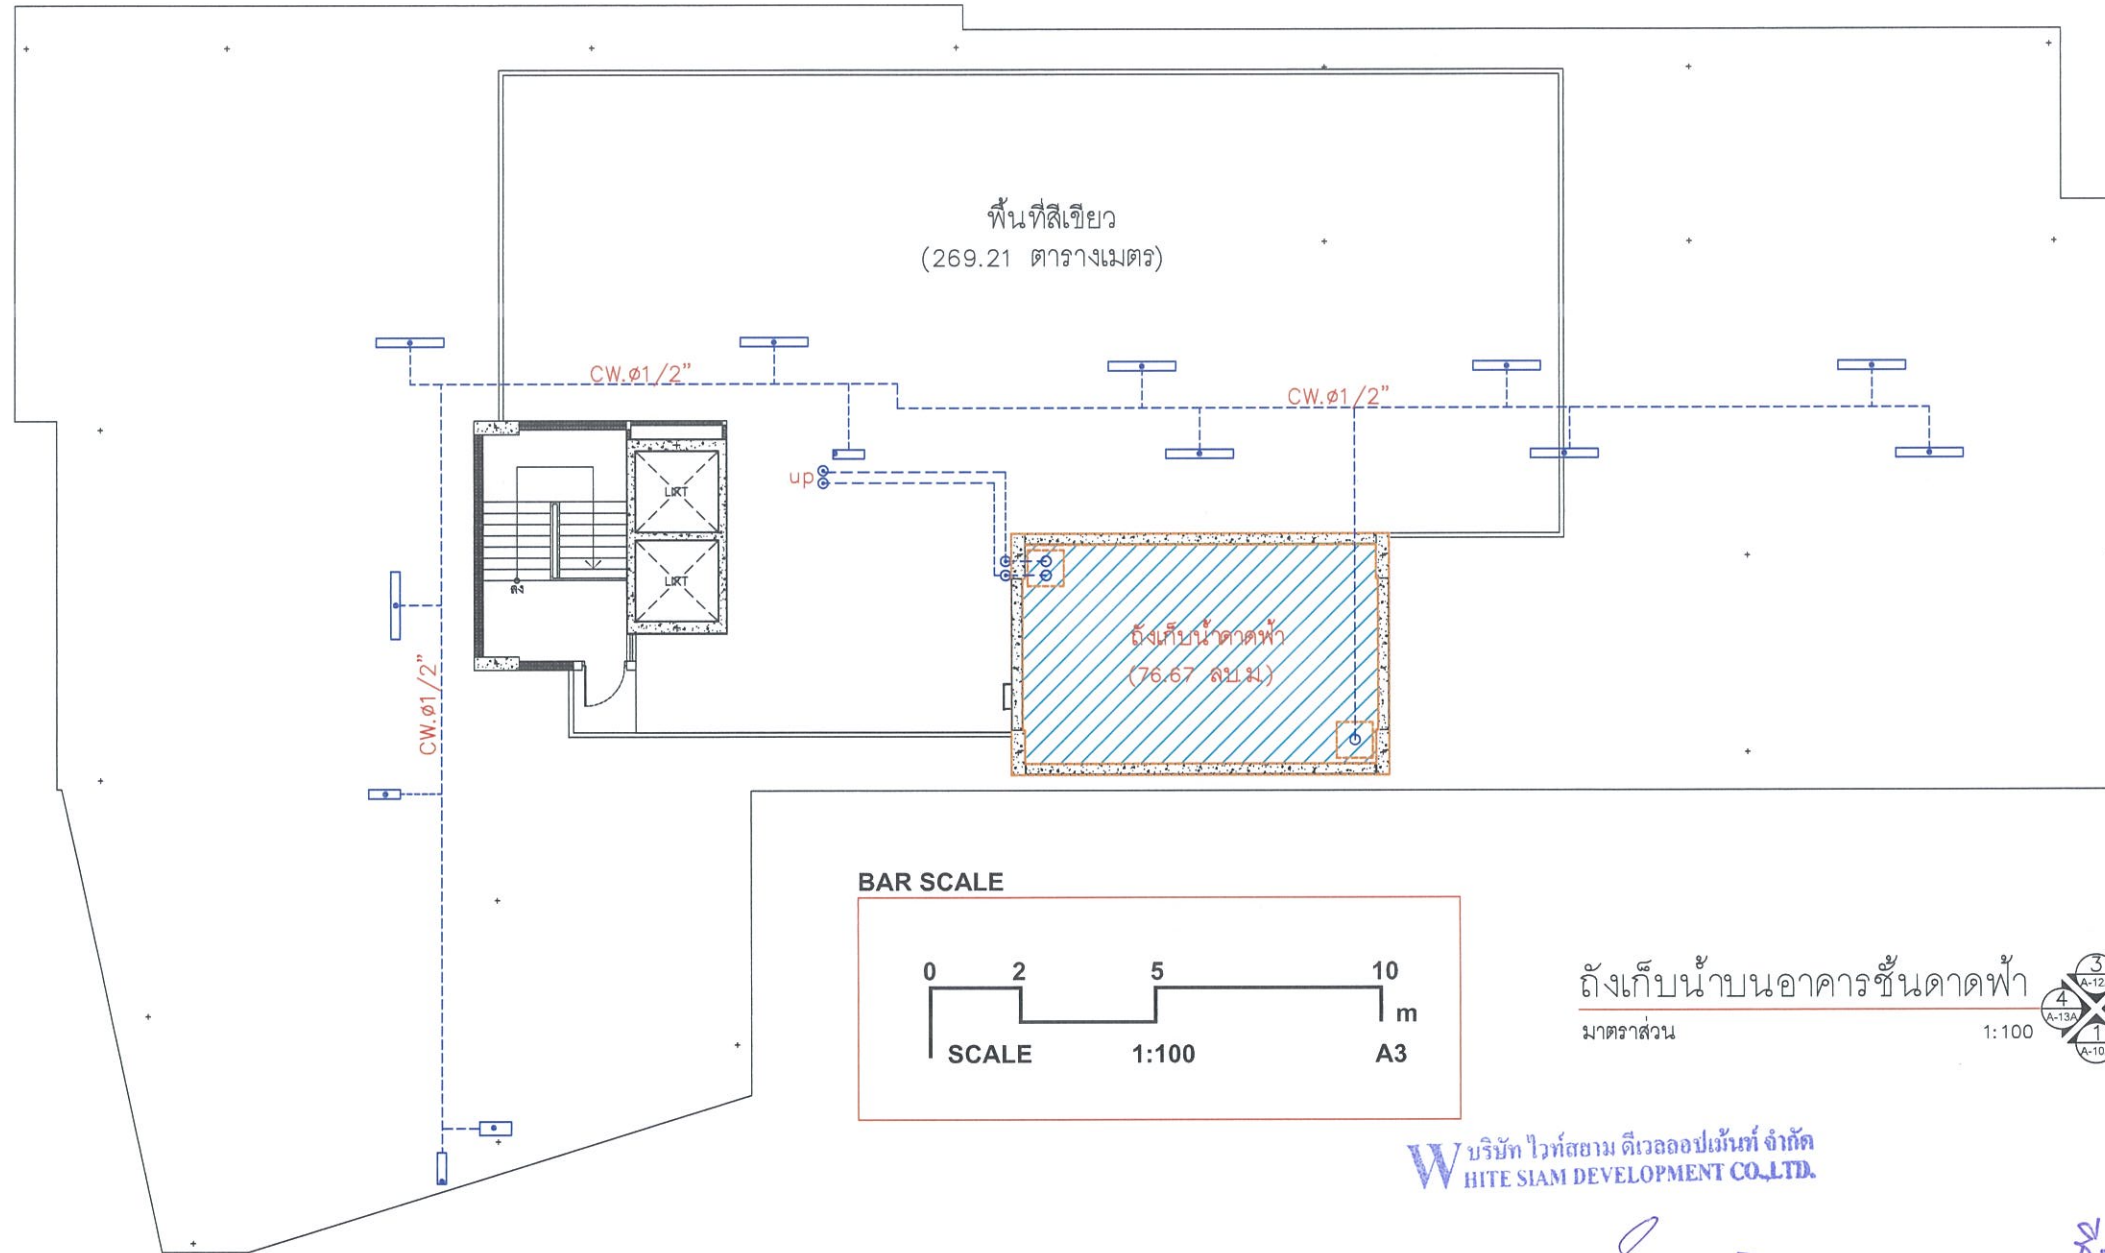 พื้นที่สีเขียว
(269.21 ตารางเมตร)
CW.ø1/2"
CW.ø1/2"
up
LIFT
LIFT
ลง
CW.ø1/2"
ถังเก็บน้ำดาดฟ้า
(76.67 ลบ.ม.)
BAR SCALE
0 2 5 10
m
SCALE 1:100 A3
ถังเก็บน้ำบนอาคารชั้นดาดฟ้า
มาตราส่วน 1:100
3
A-12
4
A-13A
1
A-10
บริษัท ไวท์สยาม ดีเวลลอปเม้นท์ จำกัด
WHITE SIAM DEVELOPMENT CO.,LTD.